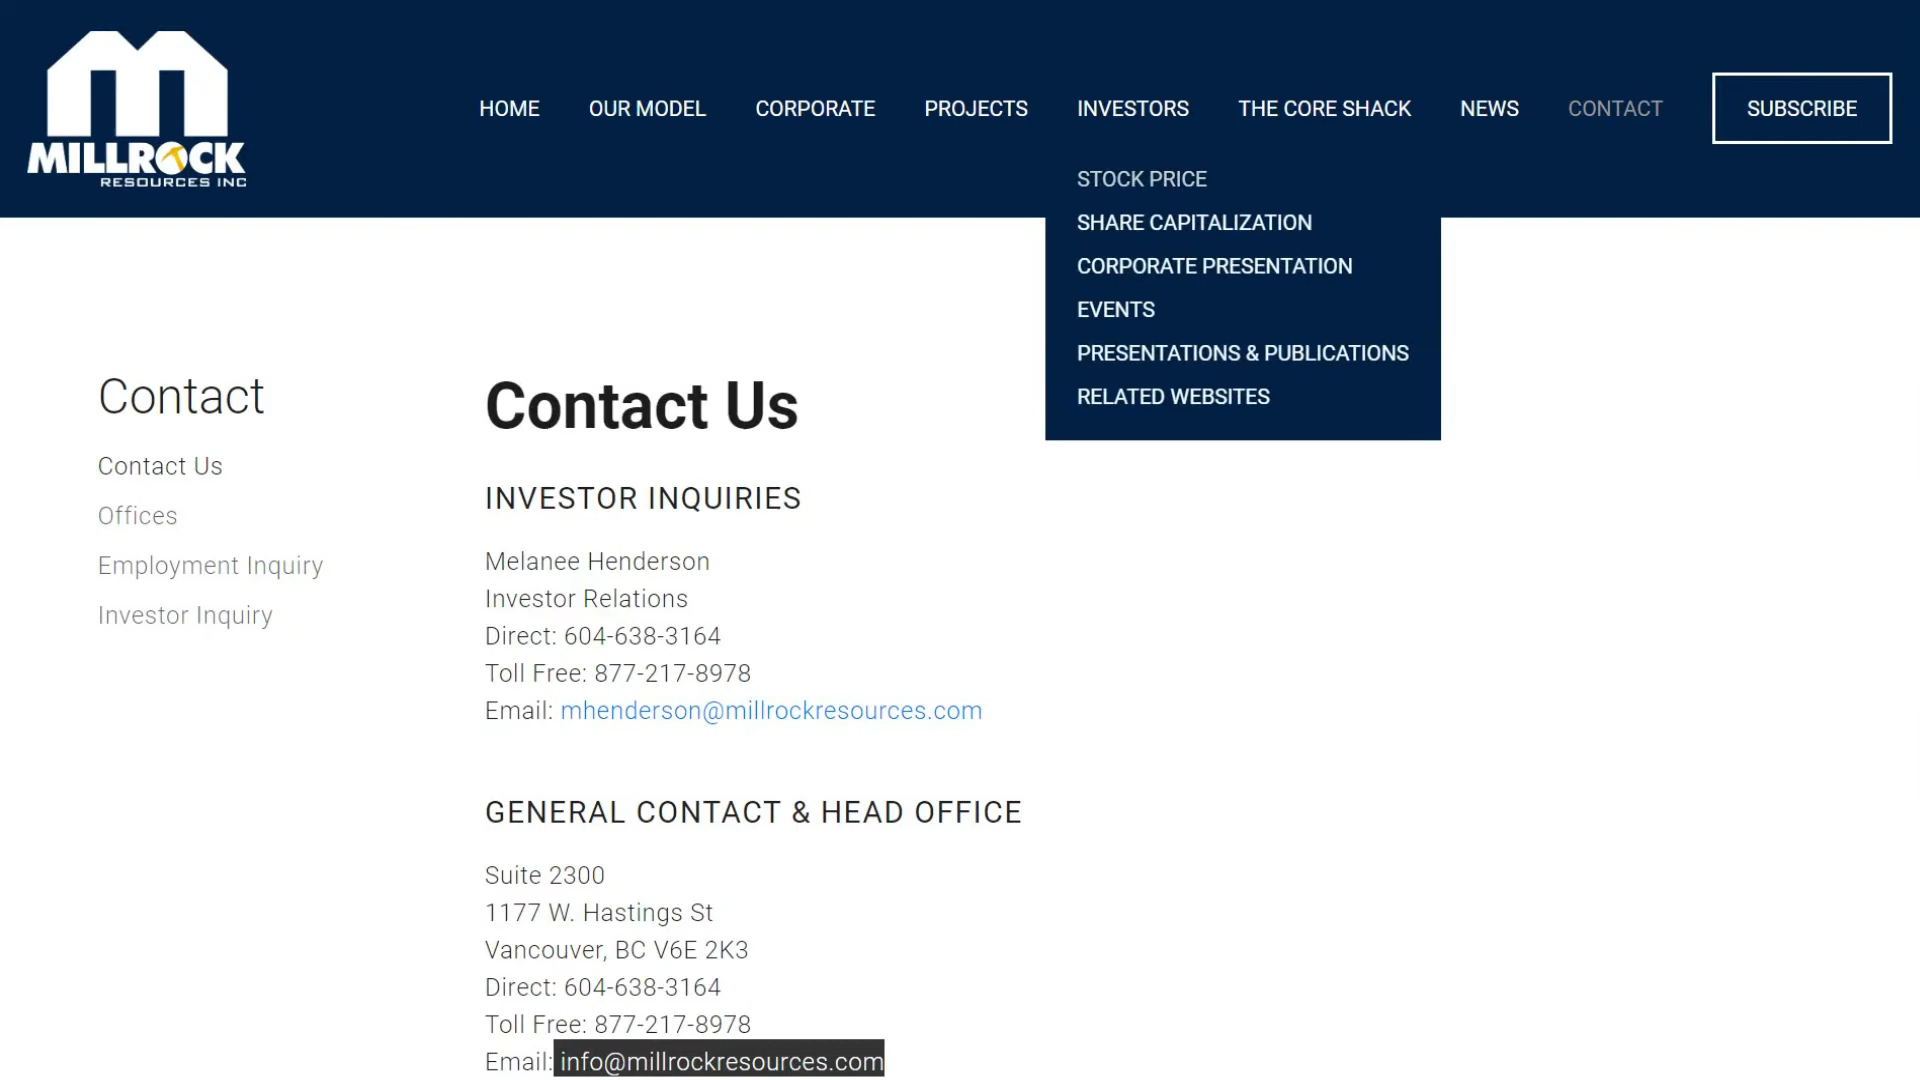 MILLROCK
RESOURCES INC
HOME OUR MODEL CORPORATE PROJECTS INVESTORS THE CORE SHACK NEWS CONTACT SUBSCRIBE
STOCK PRICE
SHARE CAPITALIZATION
CORPORATE PRESENTATION
EVENTS
PRESENTATIONS & PUBLICATIONS
RELATED WEBSITES
Contact
Contact Us
Offices
Employment Inquiry
Investor Inquiry
Contact Us
INVESTOR INQUIRIES
Melanee Henderson
Investor Relations
Direct: 604-638-3164
Toll Free: 877-217-8978
Email: mhenderson@millrockresources.com
GENERAL CONTACT & HEAD OFFICE
Suite 2300
1177 W. Hastings St
Vancouver, BC V6E 2K3
Direct: 604-638-3164
Toll Free: 877-217-8978
Email: info@millrockresources.com